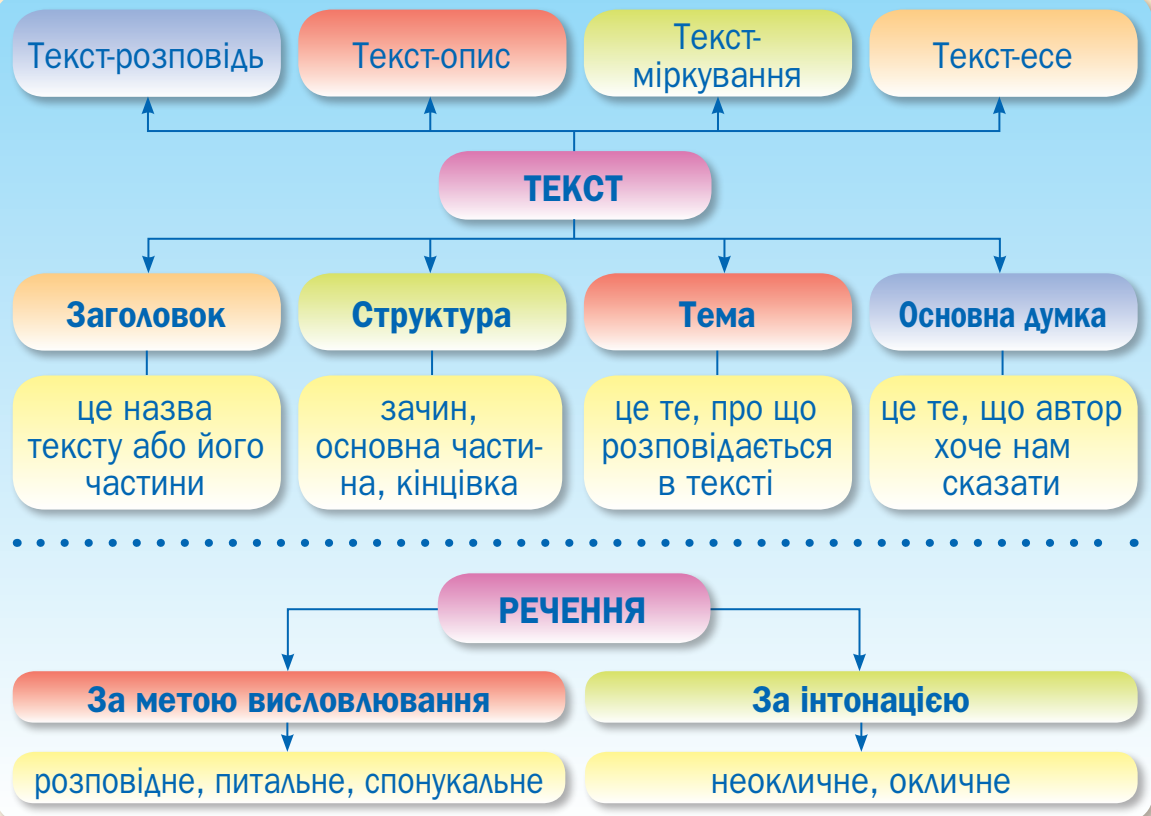 Текст-розповідь
Текст-опис
Текст-
міркування
Текст-есе
ТЕКСТ
Заголовок
Структура
Тема
Основна думка
це назва
тексту або його
частини
зачин,
основна части-
на, кінцівка
це те, про що
розповідається
в тексті
це те, що автор
хоче нам
сказати
РЕЧЕННЯ
За метою висловлювання
За інтонацією
розповідне, питальне, спонукальне
неокличне, окличне